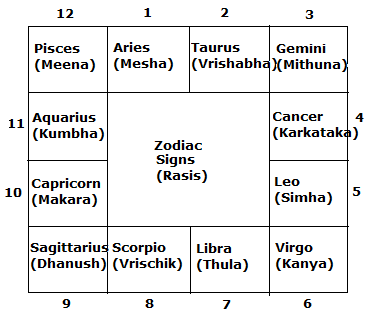 12 1 2 3
Pisces Aries Taurus Gemini
(Meena) (Mesha) (Vrishabha) (Mithuna)
Aquarius Cancer
11 (Kumbha) (Karkataka) 4
Zodiac
Signs
(Rasis)
Capricorn Leo
10 (Makara) (Simha) 5
Sagittarius Scorpio Libra Virgo
(Dhanush) (Vrischik) (Thula) (Kanya)
9 8 7 6